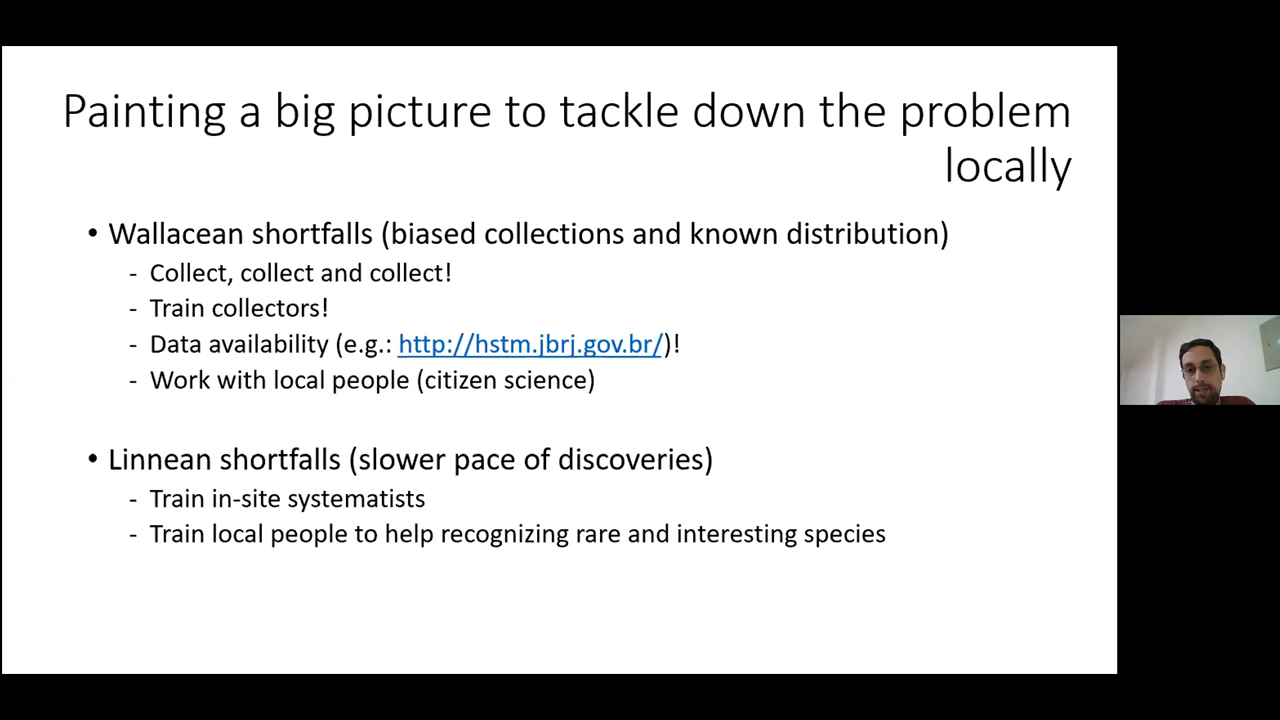 Painting a big picture to tackle down the problem
locally
• Wallacean shortfalls (biased collections and known distribution)
- Collect, collect and collect!
- Train collectors!
- Data availability (e.g.: http://hstm.jbrj.gov.br/)!
- Work with local people (citizen science)
• Linnean shortfalls (slower pace of discoveries)
- Train in-site systematists
- Train local people to help recognizing rare and interesting species